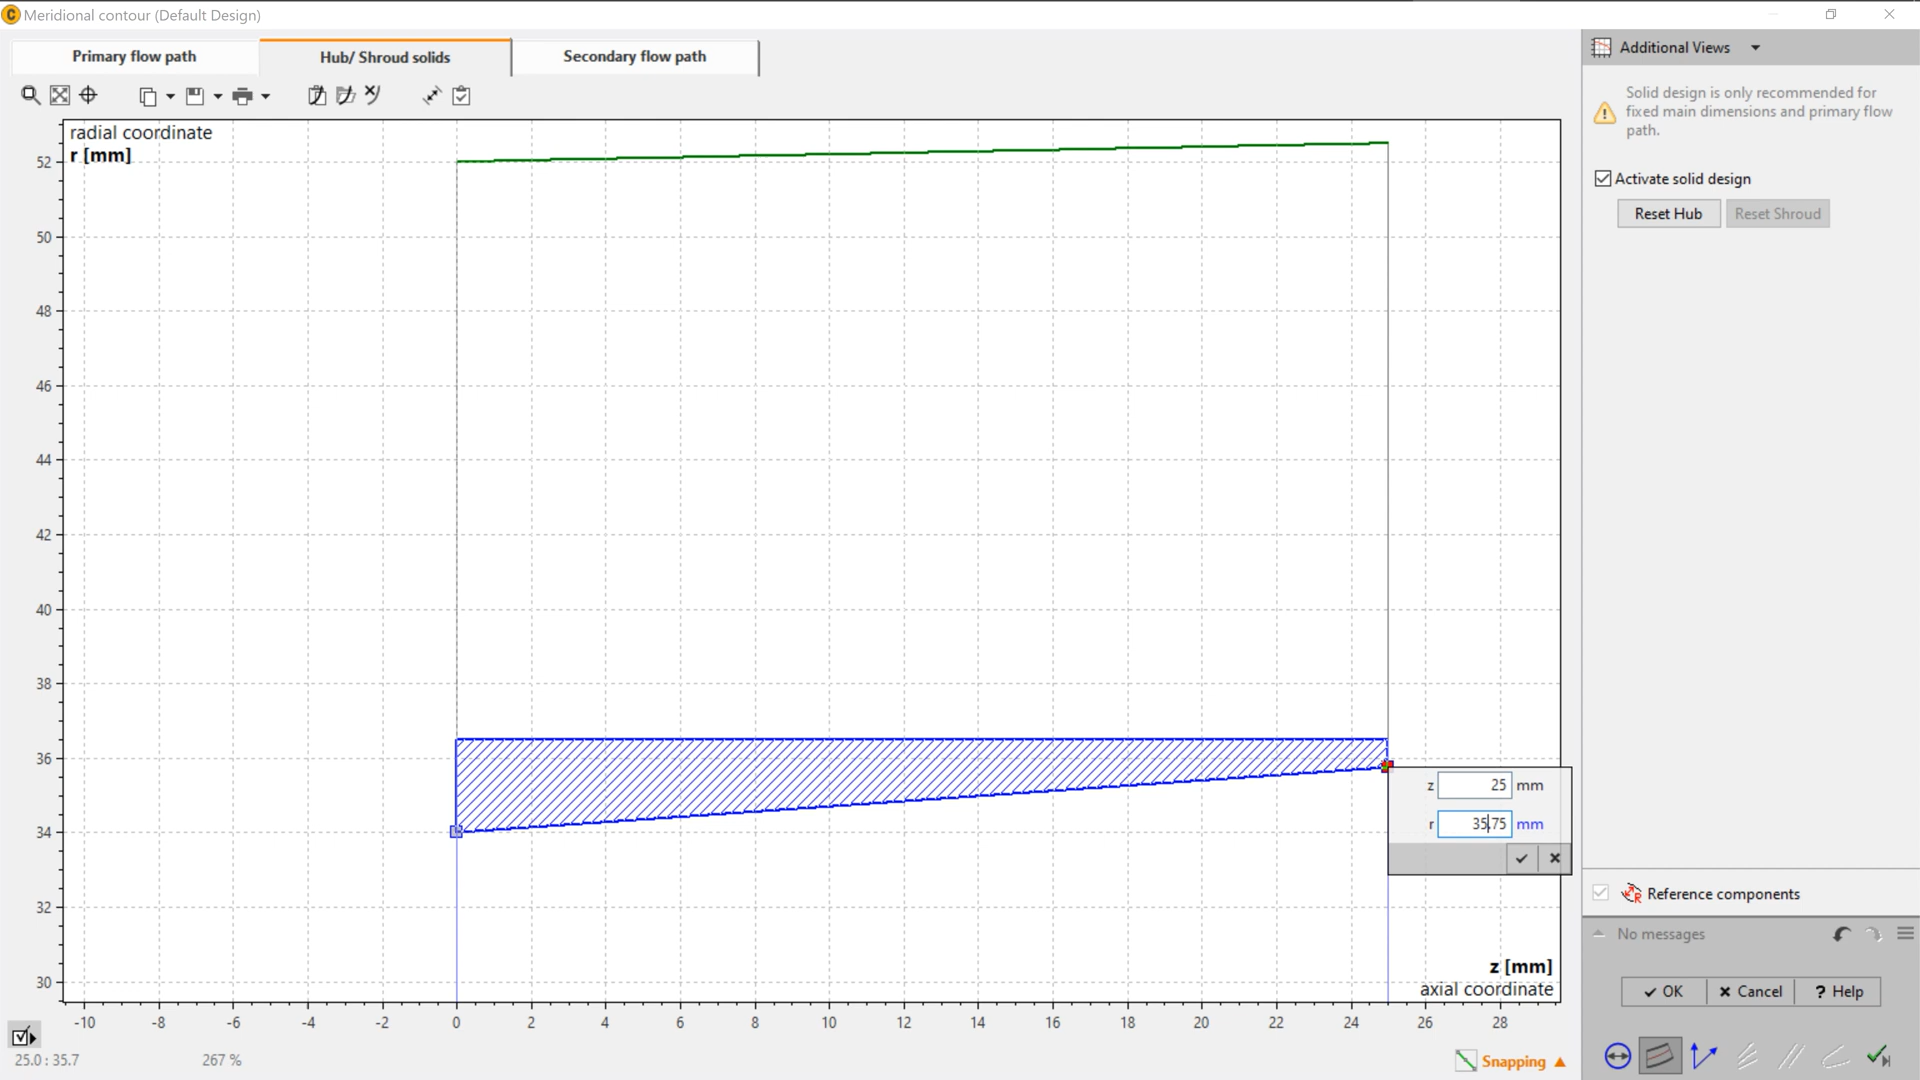 Meridional contour (Default Design)
Primary flow path
Hub/ Shroud solids
Secondary flow path
Additional Views
Solid design is only recommended for
fixed main dimensions and primary flow
path.
Activate solid design
Reset Hub
Reset Shroud
radial coordinate
r [mm]
52
50
48
46
44
42
40
38
36
34
32
30
z 25 mm
r 35.75 mm
z [mm]
axial coordinate
-10 -8 -6 -4 -2 0 2 4 6 8 10 12 14 16 18 20 22 24 26 28
25.0 : 35.7
267 %
Snapping
Reference components
No messages
OK
Cancel
? Help